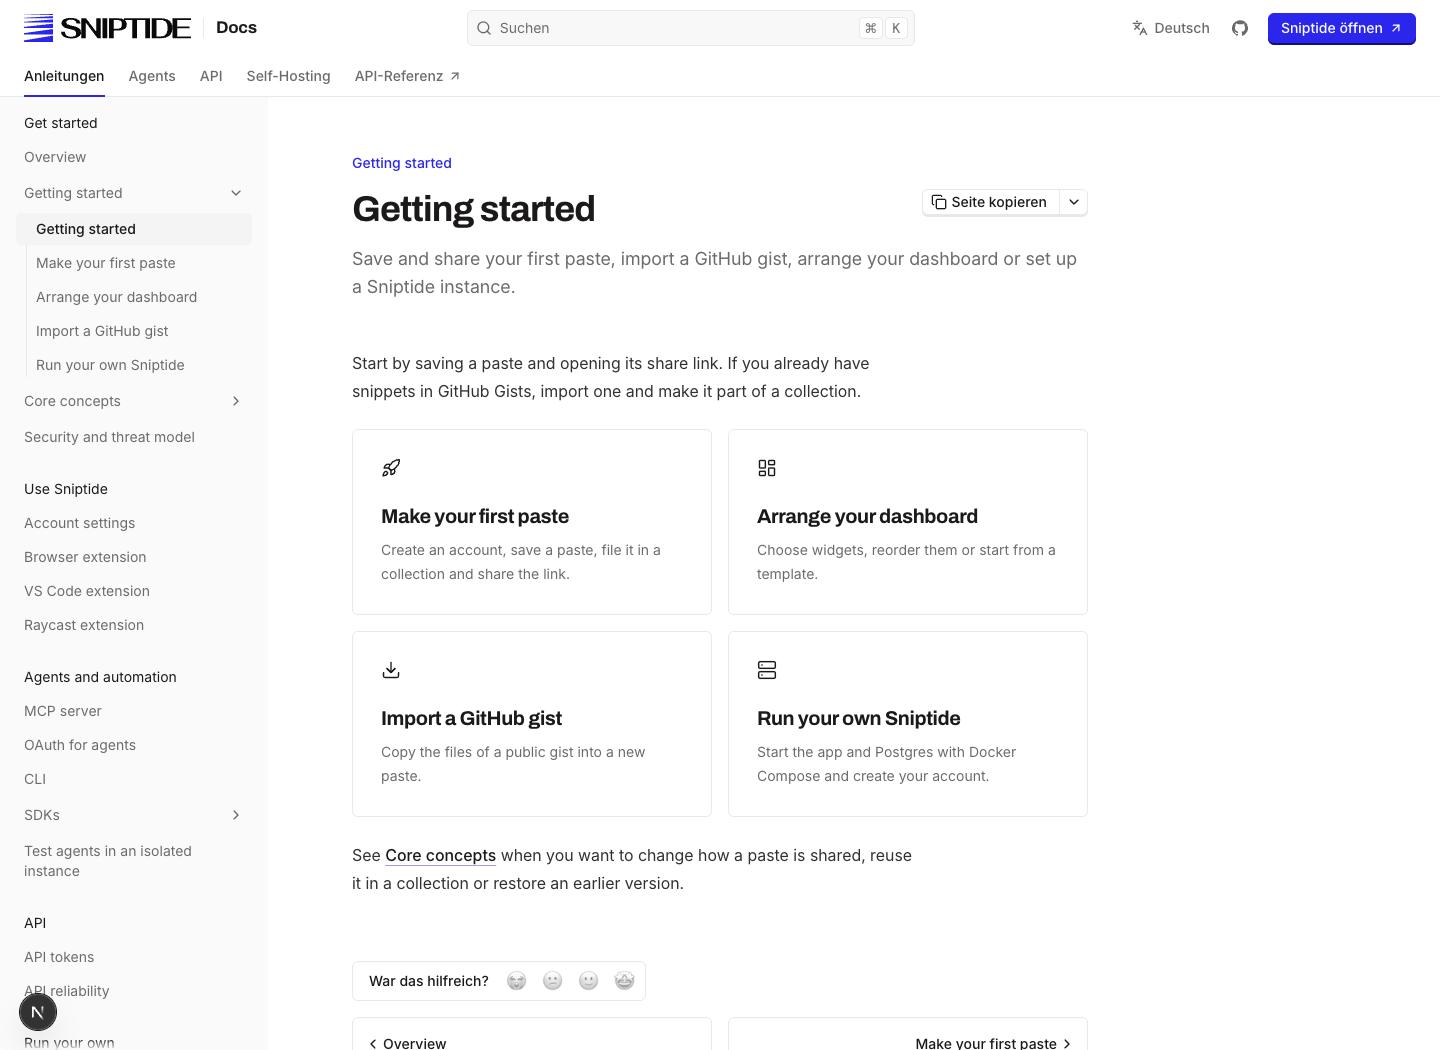 SNIPTIDE Docs
Suchen
⌘ K
Deutsch
Sniptide öffnen
Anleitungen
Agents
API
Self-Hosting
API-Referenz
Get started
Overview
Getting started
Getting started
Make your first paste
Arrange your dashboard
Import a GitHub gist
Run your own Sniptide
Core concepts
Security and threat model
Use Sniptide
Account settings
Browser extension
VS Code extension
Raycast extension
Agents and automation
MCP server
OAuth for agents
CLI
SDKs
Test agents in an isolated
instance
API
API tokens
API reliability
N
Run your own
Getting started
Getting started
Seite kopieren
Save and share your first paste, import a GitHub gist, arrange your dashboard or set up
a Sniptide instance.
Start by saving a paste and opening its share link. If you already have
snippets in GitHub Gists, import one and make it part of a collection.
Make your first paste
Create an account, save a paste, file it in a
collection and share the link.
Arrange your dashboard
Choose widgets, reorder them or start from a
template.
Import a GitHub gist
Copy the files of a public gist into a new
paste.
Run your own Sniptide
Start the app and Postgres with Docker
Compose and create your account.
See Core concepts when you want to change how a paste is shared, reuse
it in a collection or restore an earlier version.
War das hilfreich?
Overview
Make your first paste